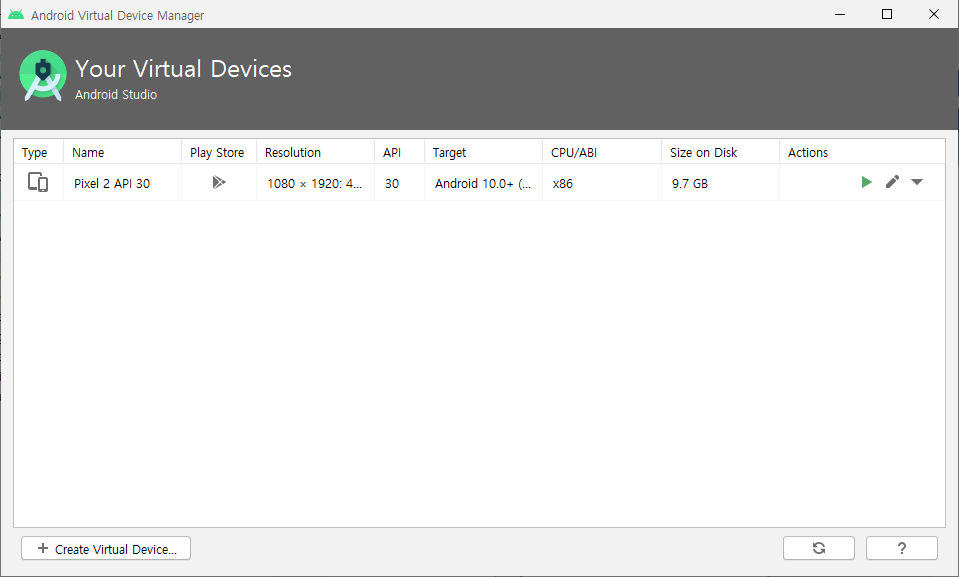 Android Virtual Device Manager
Your Virtual Devices
Android Studio
Type Name Play Store Resolution API Target CPU/ABI Size on Disk Actions
Pixel 2 API 30 1080 × 1920: 4... 30 Android 10.0+ (... x86 9.7 GB
+ Create Virtual Device... ?